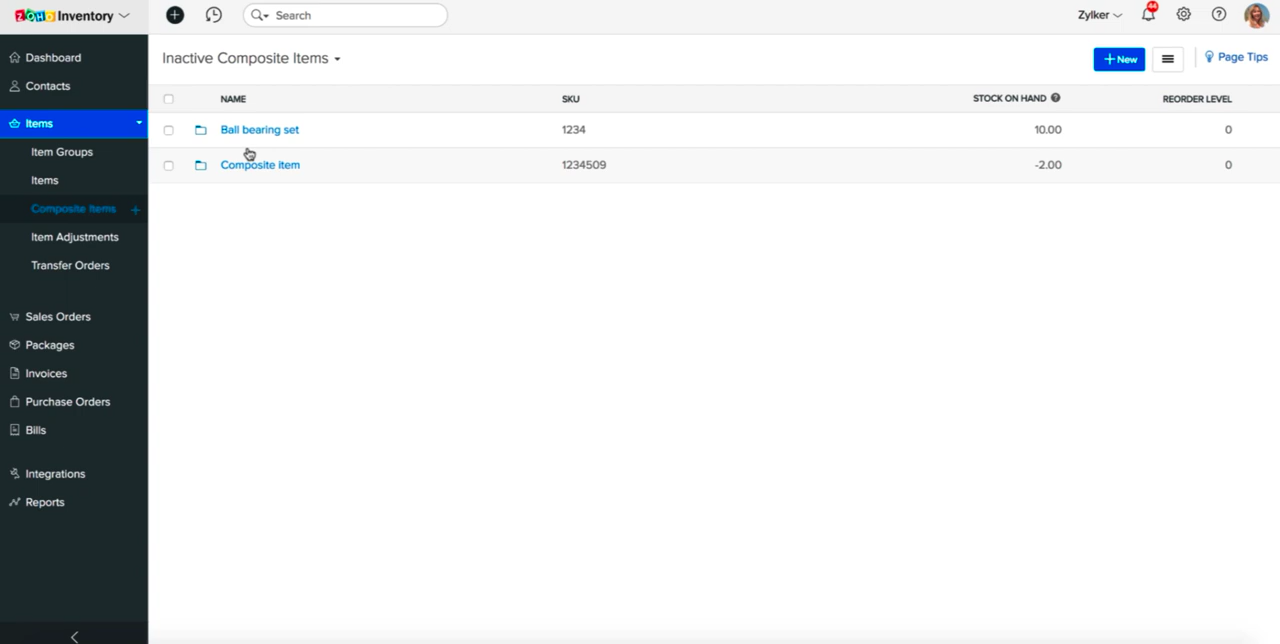 ZOHO Inventory
Search
Zylker
44
Dashboard
Contacts
Items
Item Groups
Items
Composite Items +
Item Adjustments
Transfer Orders
Sales Orders
Packages
Invoices
Purchase Orders
Bills
Integrations
Reports
Inactive Composite Items
+ New
Page Tips
NAME SKU STOCK ON HAND ? REORDER LEVEL
Ball bearing set 1234 10.00 0
Composite item 1234509 -2.00 0